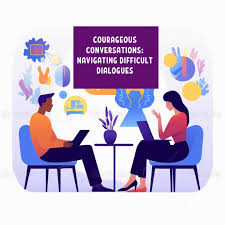 COURAGEOUS
CONVERSATIONS:
NAVIGATING DIFFICULT
DIALOGUES